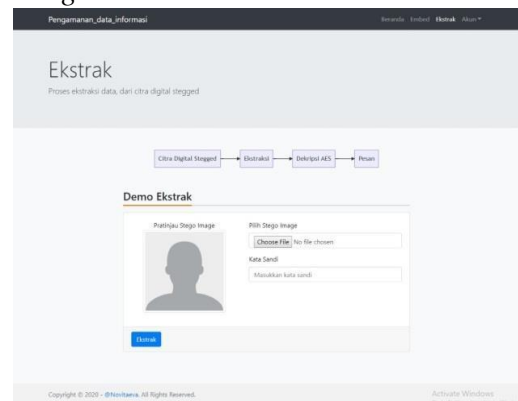 Pengamanan_data_informasi Beranda Embed Ekstrak Akun
Ekstrak
Proses ekstraksi data, dari citra digital stegged
Citra Digital Stegged Ekstraksi Dekripsi AES Pesan
Demo Ekstrak
Pratinjau Stego Image
Pilih Stego Image
Choose File No file chosen
Kata Sandi
Masukkan kata sandi
Ekstrak
Copyright © 2020 - @Novitaeva. All Rights Reserved.
Activate Windows